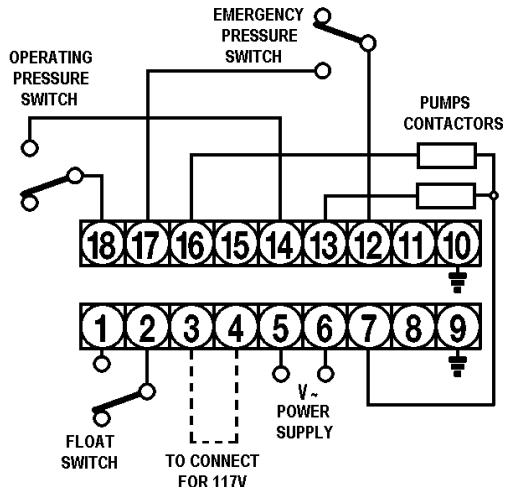 EMERGENCY
PRESSURE
SWITCH
OPERATING
PRESSURE
SWITCH
PUMPS
CONTACTORS
18 17 16 15 14 13 12 11 10
1 2 3 4 5 6 7 8 9
V~
POWER
SUPPLY
FLOAT
SWITCH
TO CONNECT
FOR 117V